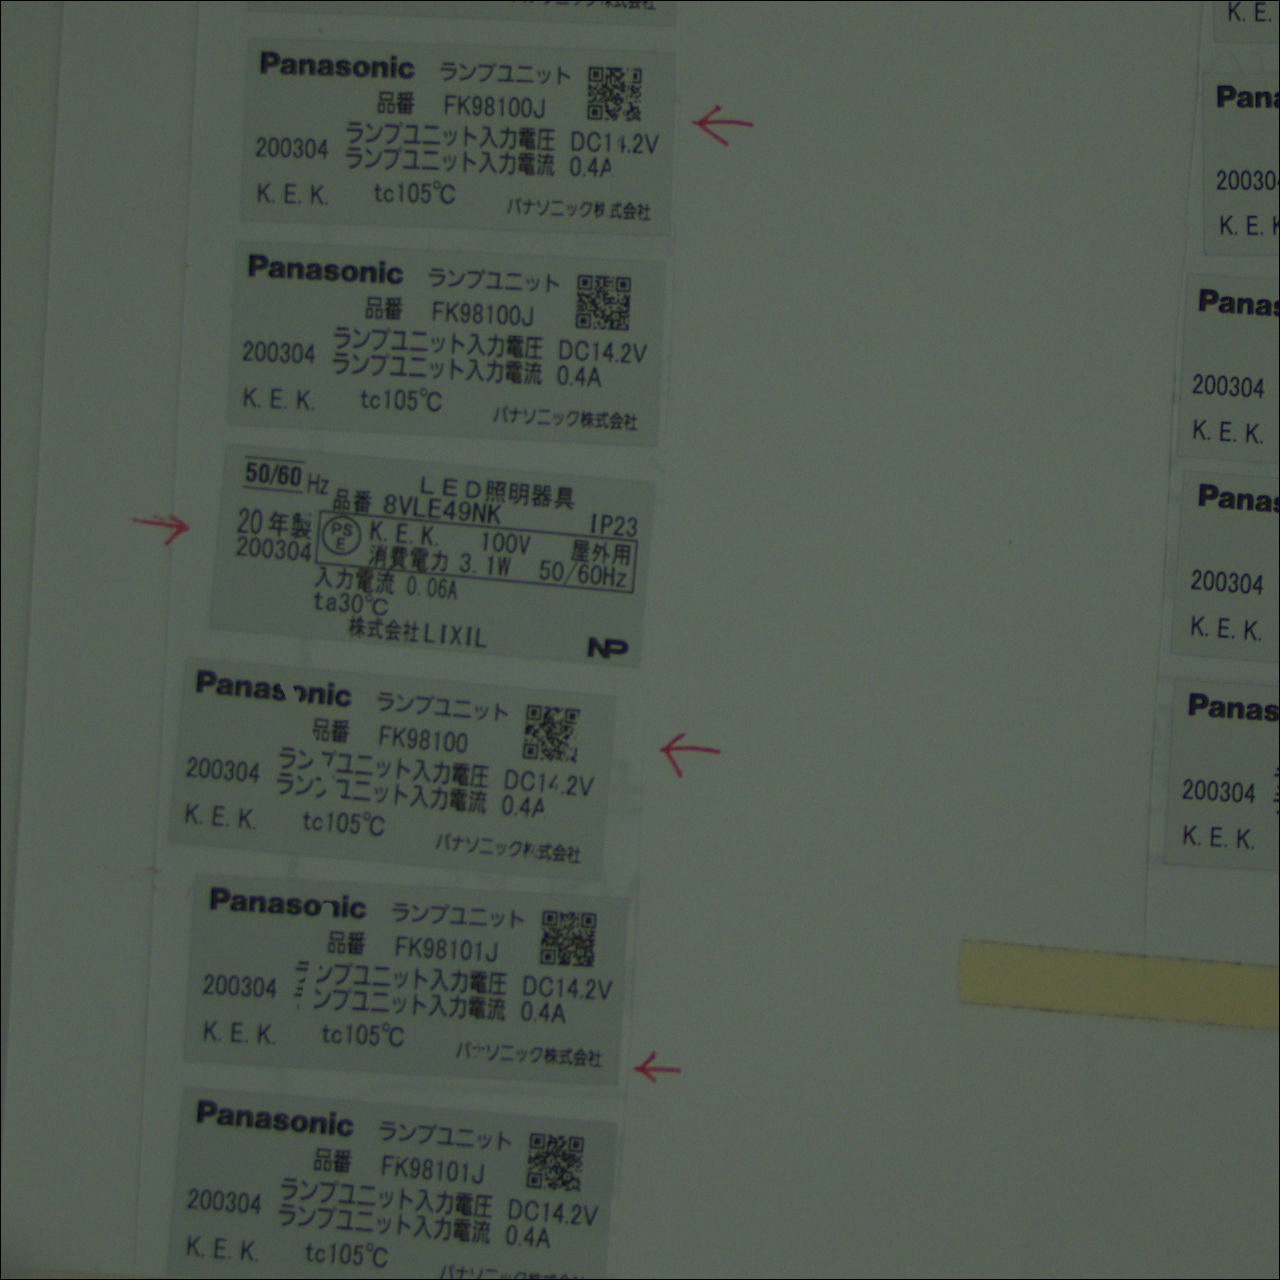 Panasonic ランプユニット
品番 FK98100J
ランプユニット入力電圧 DC14.2V
200304 ランプユニット入力電流 0.4A
K. E. K. tc105℃ パナソニック株式会社
Panasonic ランプユニット
品番 FK98100J
ランプユニット入力電圧 DC14.2V
200304 ランプユニット入力電流 0.4A
K. E. K. tc105℃ パナソニック株式会社
50/60 Hz LED照明器具
品番 8VLE49NK IP23
20年製 PSE K. E. K. 100V 屋外用
200304 消費電力 3.1W 50/60Hz
入力電流 0.06A
ta30℃
株式会社LIXIL NP
Panasonic ランプユニット
品番 FK98100
ランプユニット入力電圧 DC14.2V
200304 ランプユニット入力電流 0.4A
K. E. K. tc105℃ パナソニック株式会社
Panasonic ランプユニット
品番 FK98101J
ンプユニット入力電圧 DC14.2V
200304 ンプユニット入力電流 0.4A
K. E. K. tc105℃ パナソニック株式会社
Panasonic ランプユニット
品番 FK98101J
ランプユニット入力電圧 DC14.2V
200304 ランプユニット入力電流 0.4A
K. E. K. tc105℃
K. E.
Pana
20030
K. E. K
Panas
200304
K. E. K.
Panas
200304
K. E. K.
Panas
200304
K. E. K.